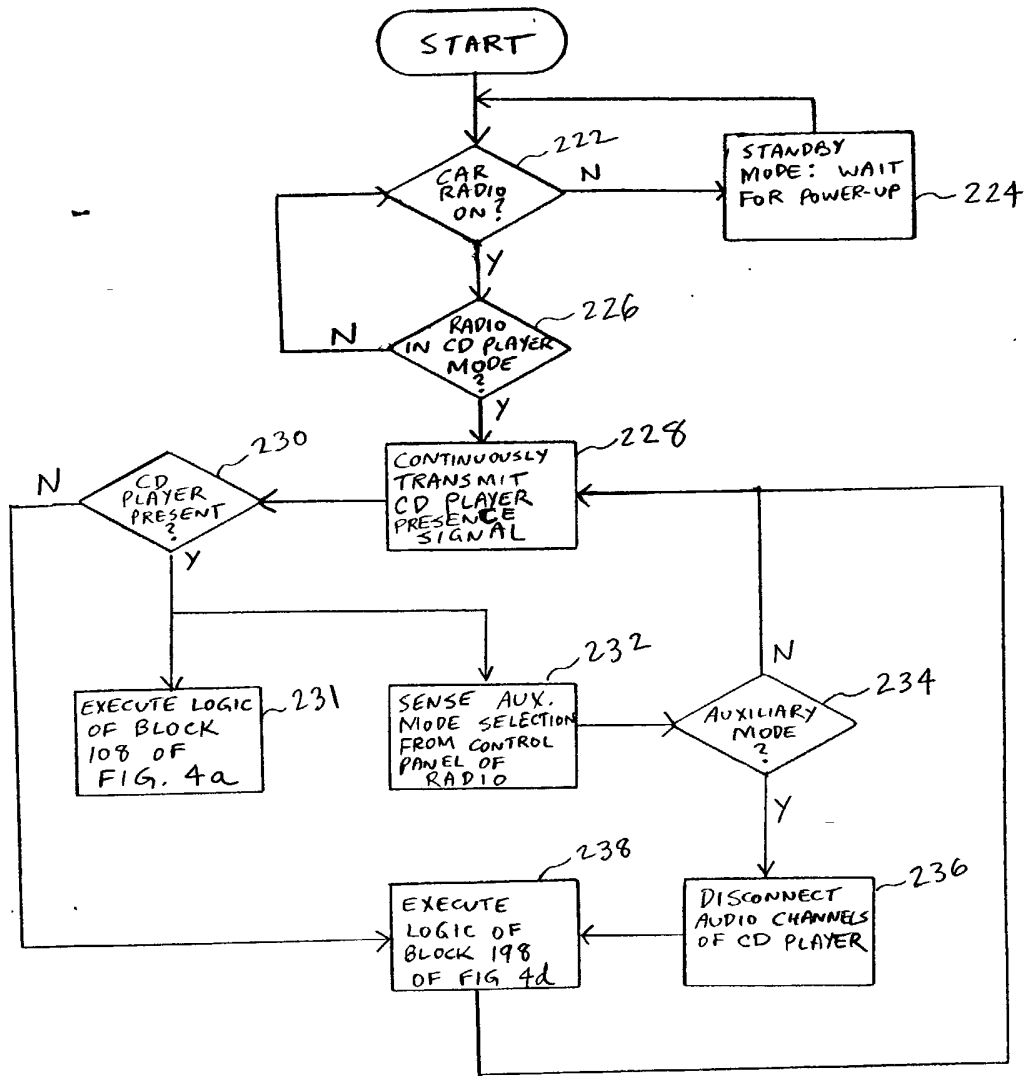 START
222
CAR
RADIO
ON?
N
STANDBY
MODE: WAIT
FOR POWER-UP
224
Y
226
RADIO
IN CD PLAYER
MODE
?
N
Y
228
CONTINUOUSLY
TRANSMIT
CD PLAYER
PRESENCE
SIGNAL
230
N
CD
PLAYER
PRESENT
?
Y
231
EXECUTE LOGIC
OF BLOCK
108 OF
FIG. 4a
232
SENSE AUX.
MODE SELECTION
FROM CONTROL
PANEL OF
RADIO
N
234
AUXILIARY
MODE
?
Y
238
EXECUTE
LOGIC OF
BLOCK 198
OF FIG 4d
236
DISCONNECT
AUDIO CHANNELS
OF CD PLAYER